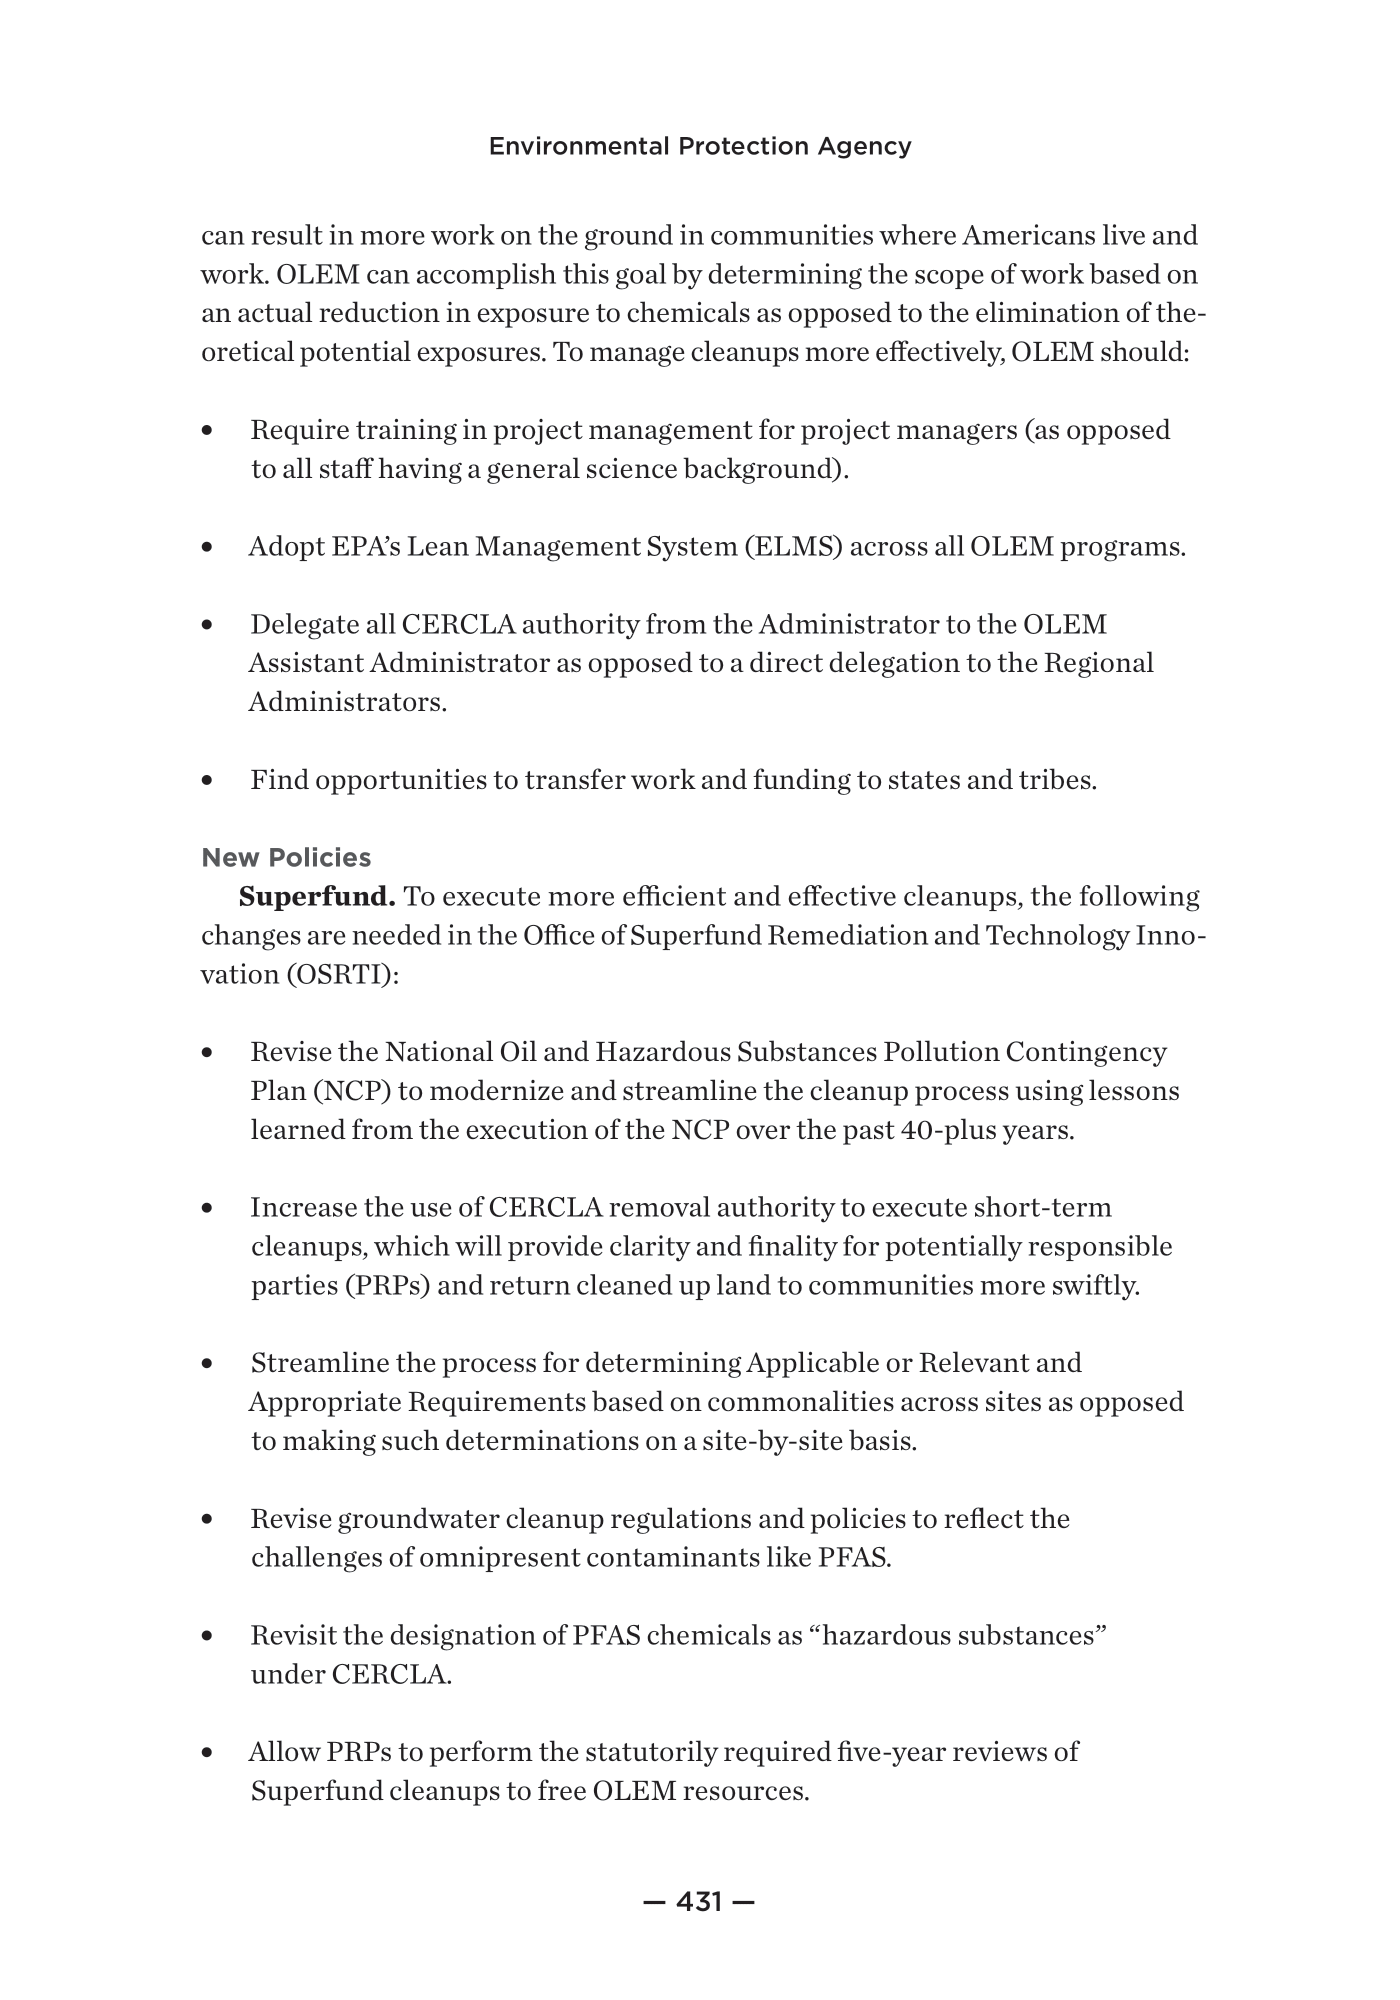 Environmental Protection Agency
can result in more work on the ground in communities where Americans live and
work. OLEM can accomplish this goal by determining the scope of work based on
an actual reduction in exposure to chemicals as opposed to the elimination of the-
oretical potential exposures. To manage cleanups more effectively, OLEM should:
• Require training in project management for project managers (as opposed
to all staff having a general science background).
• Adopt EPA’s Lean Management System (ELMS) across all OLEM programs.
• Delegate all CERCLA authority from the Administrator to the OLEM
Assistant Administrator as opposed to a direct delegation to the Regional
Administrators.
• Find opportunities to transfer work and funding to states and tribes.
New Policies
Superfund. To execute more efficient and effective cleanups, the following
changes are needed in the Office of Superfund Remediation and Technology Inno-
vation (OSRTI):
• Revise the National Oil and Hazardous Substances Pollution Contingency
Plan (NCP) to modernize and streamline the cleanup process using lessons
learned from the execution of the NCP over the past 40-plus years.
• Increase the use of CERCLA removal authority to execute short-term
cleanups, which will provide clarity and finality for potentially responsible
parties (PRPs) and return cleaned up land to communities more swiftly.
• Streamline the process for determining Applicable or Relevant and
Appropriate Requirements based on commonalities across sites as opposed
to making such determinations on a site-by-site basis.
• Revise groundwater cleanup regulations and policies to reflect the
challenges of omnipresent contaminants like PFAS.
• Revisit the designation of PFAS chemicals as “hazardous substances”
under CERCLA.
• Allow PRPs to perform the statutorily required five-year reviews of
Superfund cleanups to free OLEM resources.
— 431 —